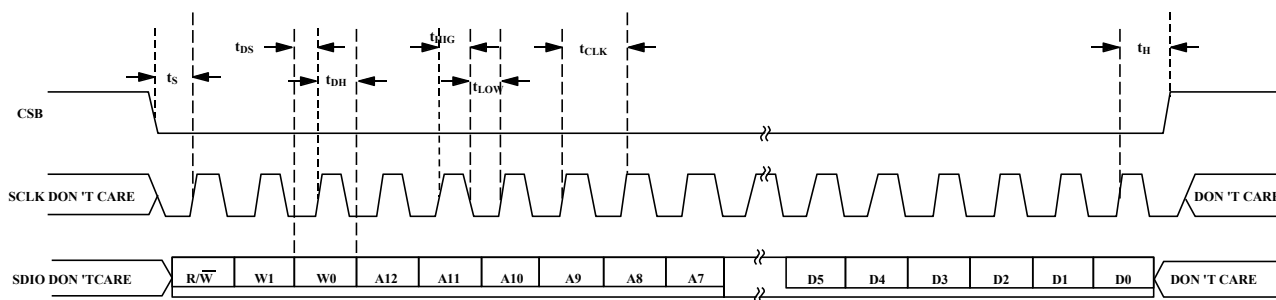 tDS
tHIG
tCLK
tH
tS
tDH
tLOW
CSB
SCLK DON 'T CARE
DON 'T CARE
SDIO DON 'TCARE
R/W̅
W1
W0
A12
A11
A10
A9
A8
A7
D5
D4
D3
D2
D1
D0
DON 'T CARE